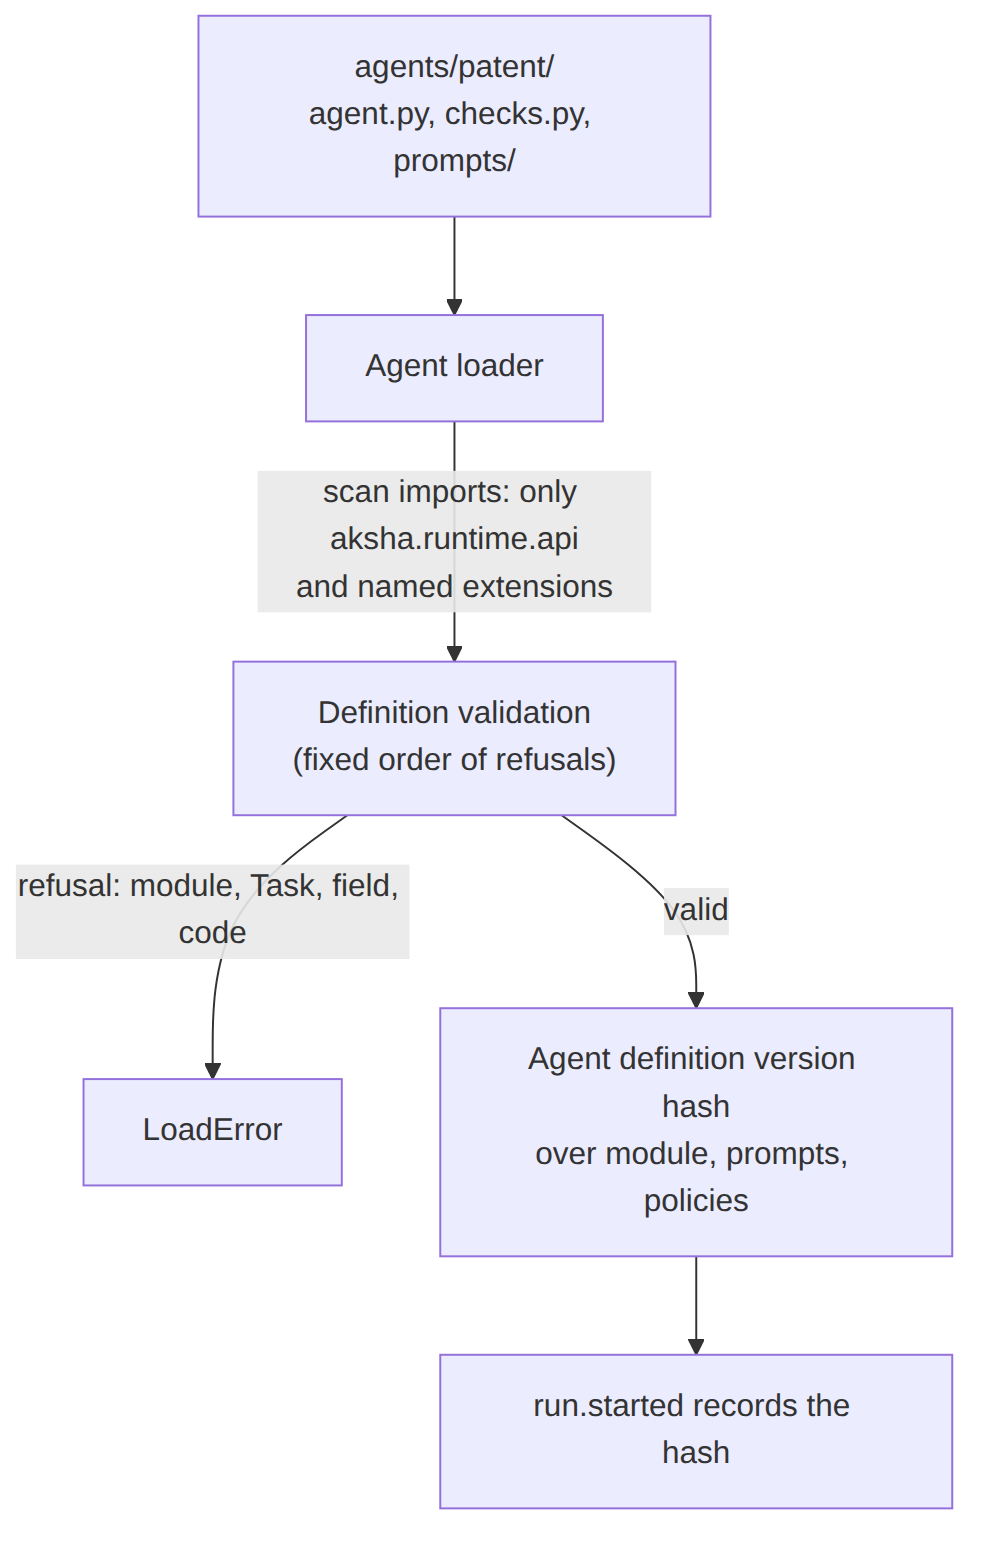 agents/patent/
agent.py, checks.py,
prompts/
Agent loader
scan imports: only
aksha.runtime.api
and named extensions
Definition validation
(fixed order of refusals)
refusal: module, Task, field,
code
valid
LoadError
Agent definition version
hash
over module, prompts,
policies
run.started records the
hash